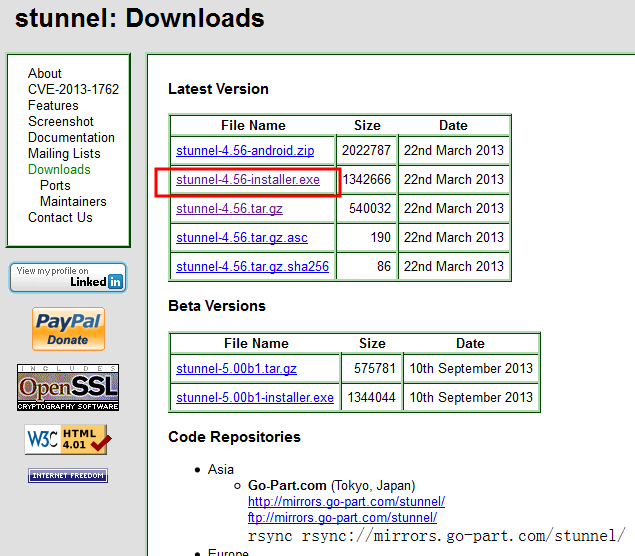 stunnel: Downloads
About
CVE-2013-1762
Features
Screenshot
Documentation
Mailing Lists
Downloads
Ports
Maintainers
Contact Us
View my profile on
Linked in
PayPal
Donate
INCLUDES
OpenSSL
CRYPTOGRAPHY SOFTWARE
W3C HTML
4.01
INTERNET FREEDOM
Latest Version
File Name Size Date
stunnel-4.56-android.zip 2022787 22nd March 2013
stunnel-4.56-installer.exe 1342666 22nd March 2013
stunnel-4.56.tar.gz 540032 22nd March 2013
stunnel-4.56.tar.gz.asc 190 22nd March 2013
stunnel-4.56.tar.gz.sha256 86 22nd March 2013
Beta Versions
File Name Size Date
stunnel-5.00b1.tar.gz 575781 10th September 2013
stunnel-5.00b1-installer.exe 1344044 10th September 2013
Code Repositories
Asia
Go-Part.com (Tokyo, Japan)
http://mirrors.go-part.com/stunnel/
ftp://mirrors.go-part.com/stunnel/
rsync rsync://mirrors.go-part.com/stunnel/
Europe